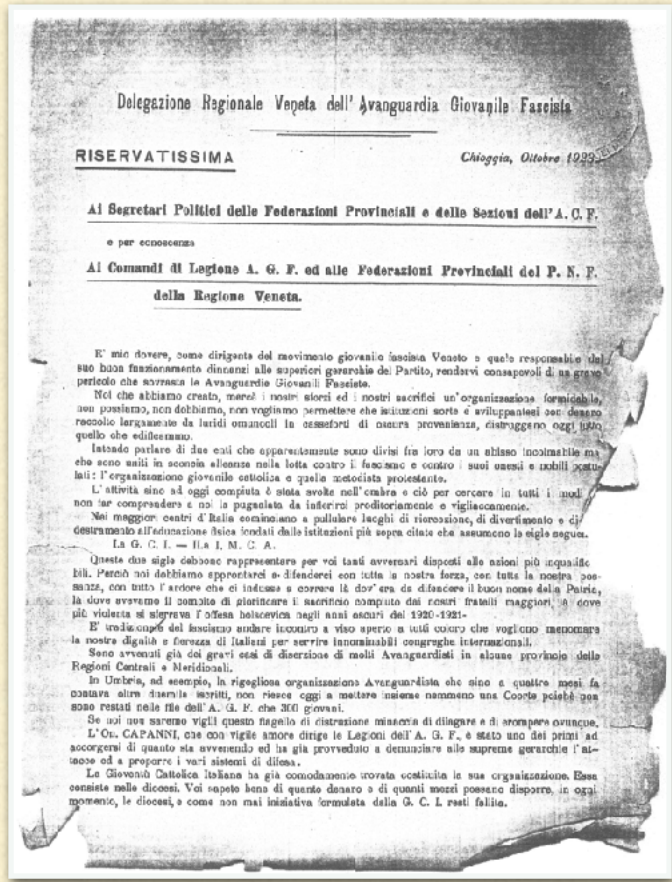 Delegazione Regionale Veneta dell' Avanguardia Giovanile Fascista
RISERVATISSIMA
Chioggia, Ottobre 1923
Ai Segretari Politici delle Federazioni Provinciali e delle Sezioni dell'A. C. F.
e per conoscenza
Ai Comandi di Legione A. G. F. ed alle Federazioni Provinciali del P. N. F.
della Regione Veneta.
E' mio dovere, come dirigente del movimento giovanile fascista Veneto e quale responsabile del
suo buon funzionamento dinnanzi alle superiori gerarchie del Partito, rendervi consapevoli di un grave
pericolo che sovrasta le Avanguardie Giovanili Fasciste.
Noi che abbiamo creato, mercè i nostri sforzi ed i nostri sacrifici un'organizzazione formidabile,
non possiamo, non dobbiamo, non vogliamo permettere che istituzioni sorte e sviluppantesi con denaro
raccolto largamente da luridi omuncoli in casseforti di oscura provenienza, distruggano oggi tutto
quello che edificammo.
Intendo parlare di due enti che apparentemente sono divisi fra loro da un abisso incolmabile ma
che sono uniti in sconcia alleanza nella lotta contro il fascismo e contro i suoi onesti e nobili postu-
lati: l'organizzazione giovanile cattolica e quella metodista protestante.
L'attività sino ad oggi compiuta è stata svolta nell'ombra e ciò per cercare in tutti i modi
non far comprendere a noi la pugnalata da inferirci proditoriamente e vigliaccamente.
Nei maggiori centri d'Italia cominciano a pullulare luoghi di ricreazione, di divertimento e di
destramento all'educazione fisica fondati dalle istituzioni più sopra citate che assumono le sigle seguenti
La G. C. I. — la I. M. C. A.
Queste due sigle debbono rappresentare per voi tanti avversari disposti alle azioni più inqualific
bili. Perciò noi dobbiamo approntarci e difenderci con tutta la nostra forza, con tutta la nostra pos-
sanza, con tutto l'ardore che ci indusse a correre là dov'era da difendere il buon nome della Patria,
là dove avevamo il compito di glorificare il sacrificio compiuto dai nostri fratelli maggiori, là dove
più violenta si sferrava l'offesa bolscevica negli anni oscuri del 1920-1921-
E' tradizione del fascismo andare incontro a viso aperto a tutti coloro che vogliono menomare
la nostra dignità e fierezza di Italiani per servire innominabili congreghe internazionali.
Sono avvenuti già dei gravi casi di diserzione di molti Avanguardisti in alcune provincie delle
Regioni Centrali e Meridionali.
In Umbria, ad esempio, la rigogliosa organizzazione Avanguardista che sino a quattro mesi fa
contava oltre duemila iscritti, non riesce oggi a mettere insieme nemmeno una Coorte poichè non
sono restati nelle file dell'A. G. F. che 300 giovani.
Se noi non saremo vigili questo flagello di distrazione minaccia di dilagare e di erompere ovunque.
L'On. CAPANNI, che con vigile amore dirige le Legioni dell'A. G. F., è stato uno dei primi ad
accorgersi di quanto sta avvenendo ed ha già provveduto a denunciare alle supreme gerarchie l'at-
tacco ed a proporre i vari sistemi di difesa.
La Gioventù Cattolica Italiana ha già comodamente trovata costituita la sua organizzazione. Essa
consiste nelle diocesi. Voi sapete bene di quanto denaro e di quanti mezzi possano disporre, in ogni
momento, le diocesi, e come non mai iniziativa formulata dalla G. C. I. resti fallita.